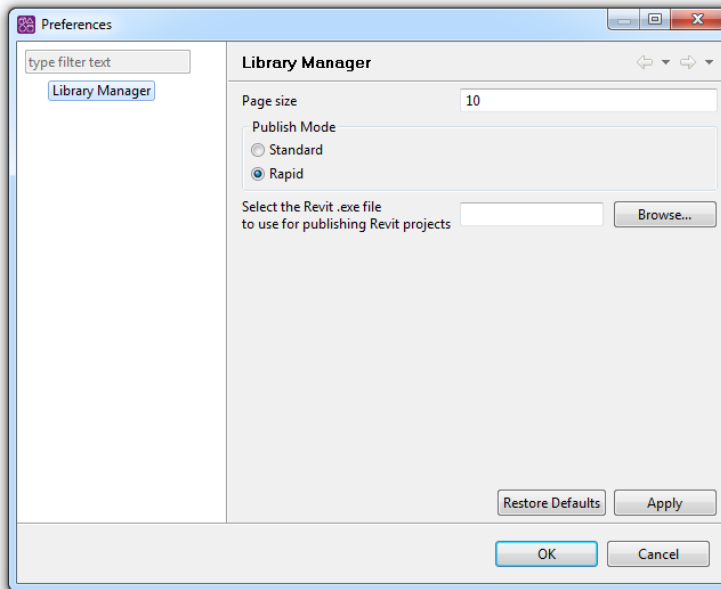 Preferences
type filter text
Library Manager
Library Manager
Page size 10
Publish Mode
Standard
Rapid
Select the Revit .exe file
to use for publishing Revit projects
Browse...
Restore Defaults Apply
OK Cancel